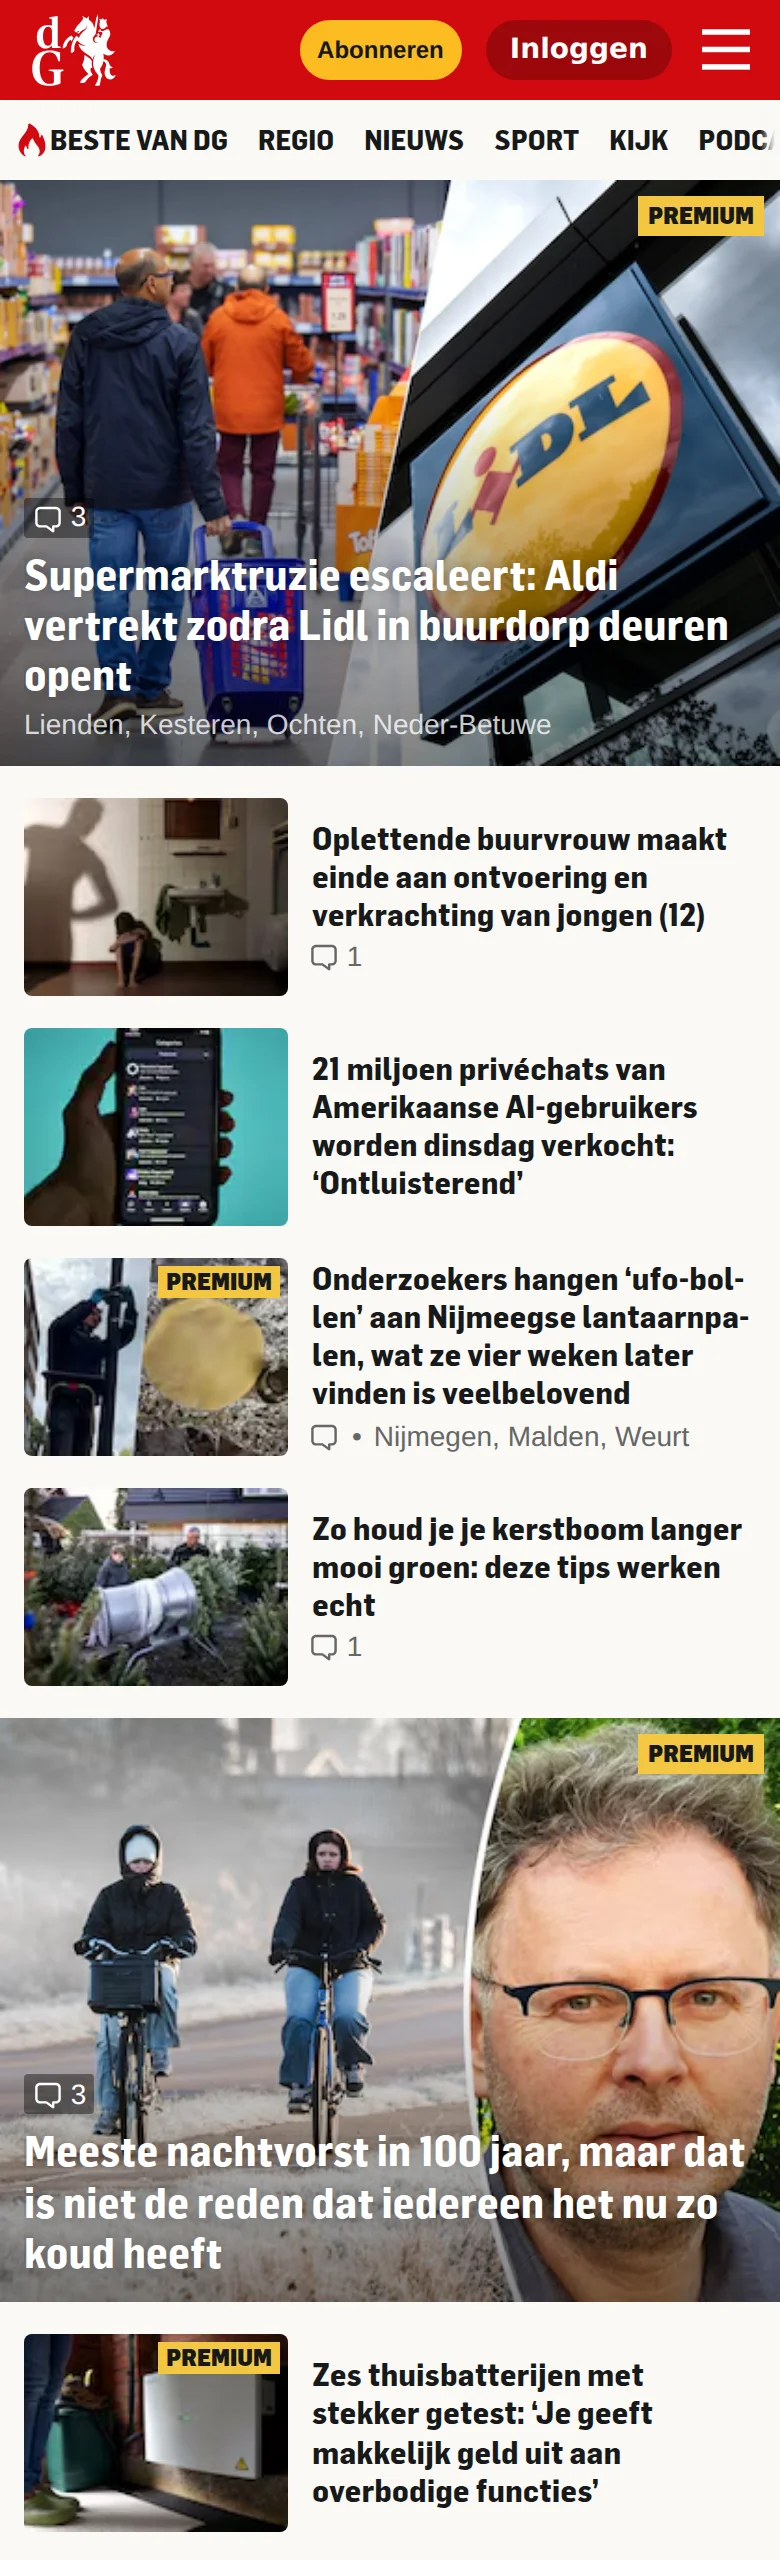 dG
Abonneren
Inloggen
BESTE VAN DG REGIO NIEUWS SPORT KIJK
PREMIUM
LiDL
3
Supermarktruzie escaleert: Aldi
vertrekt zodra Lidl in buurdorp deuren
opent
Lienden, Kesteren, Ochten, Neder-Betuwe
Oplettende buurvrouw maakt
einde aan ontvoering en
verkrachting van jongen (12)
1
21 miljoen privéchats van
Amerikaanse AI-gebruikers
worden dinsdag verkocht:
‘Ontluisterend’
PREMIUM
Onderzoekers hangen ‘ufo-bol-
len’ aan Nijmeegse lantaarnpa-
len, wat ze vier weken later
vinden is veelbelovend
• Nijmegen, Malden, Weurt
Zo houd je je kerstboom langer
mooi groen: deze tips werken
echt
1
PREMIUM
3
Meeste nachtvorst in 100 jaar, maar dat
is niet de reden dat iedereen het nu zo
koud heeft
PREMIUM
Zes thuisbatterijen met
stekker getest: ‘Je geeft
makkelijk geld uit aan
overbodige functies’